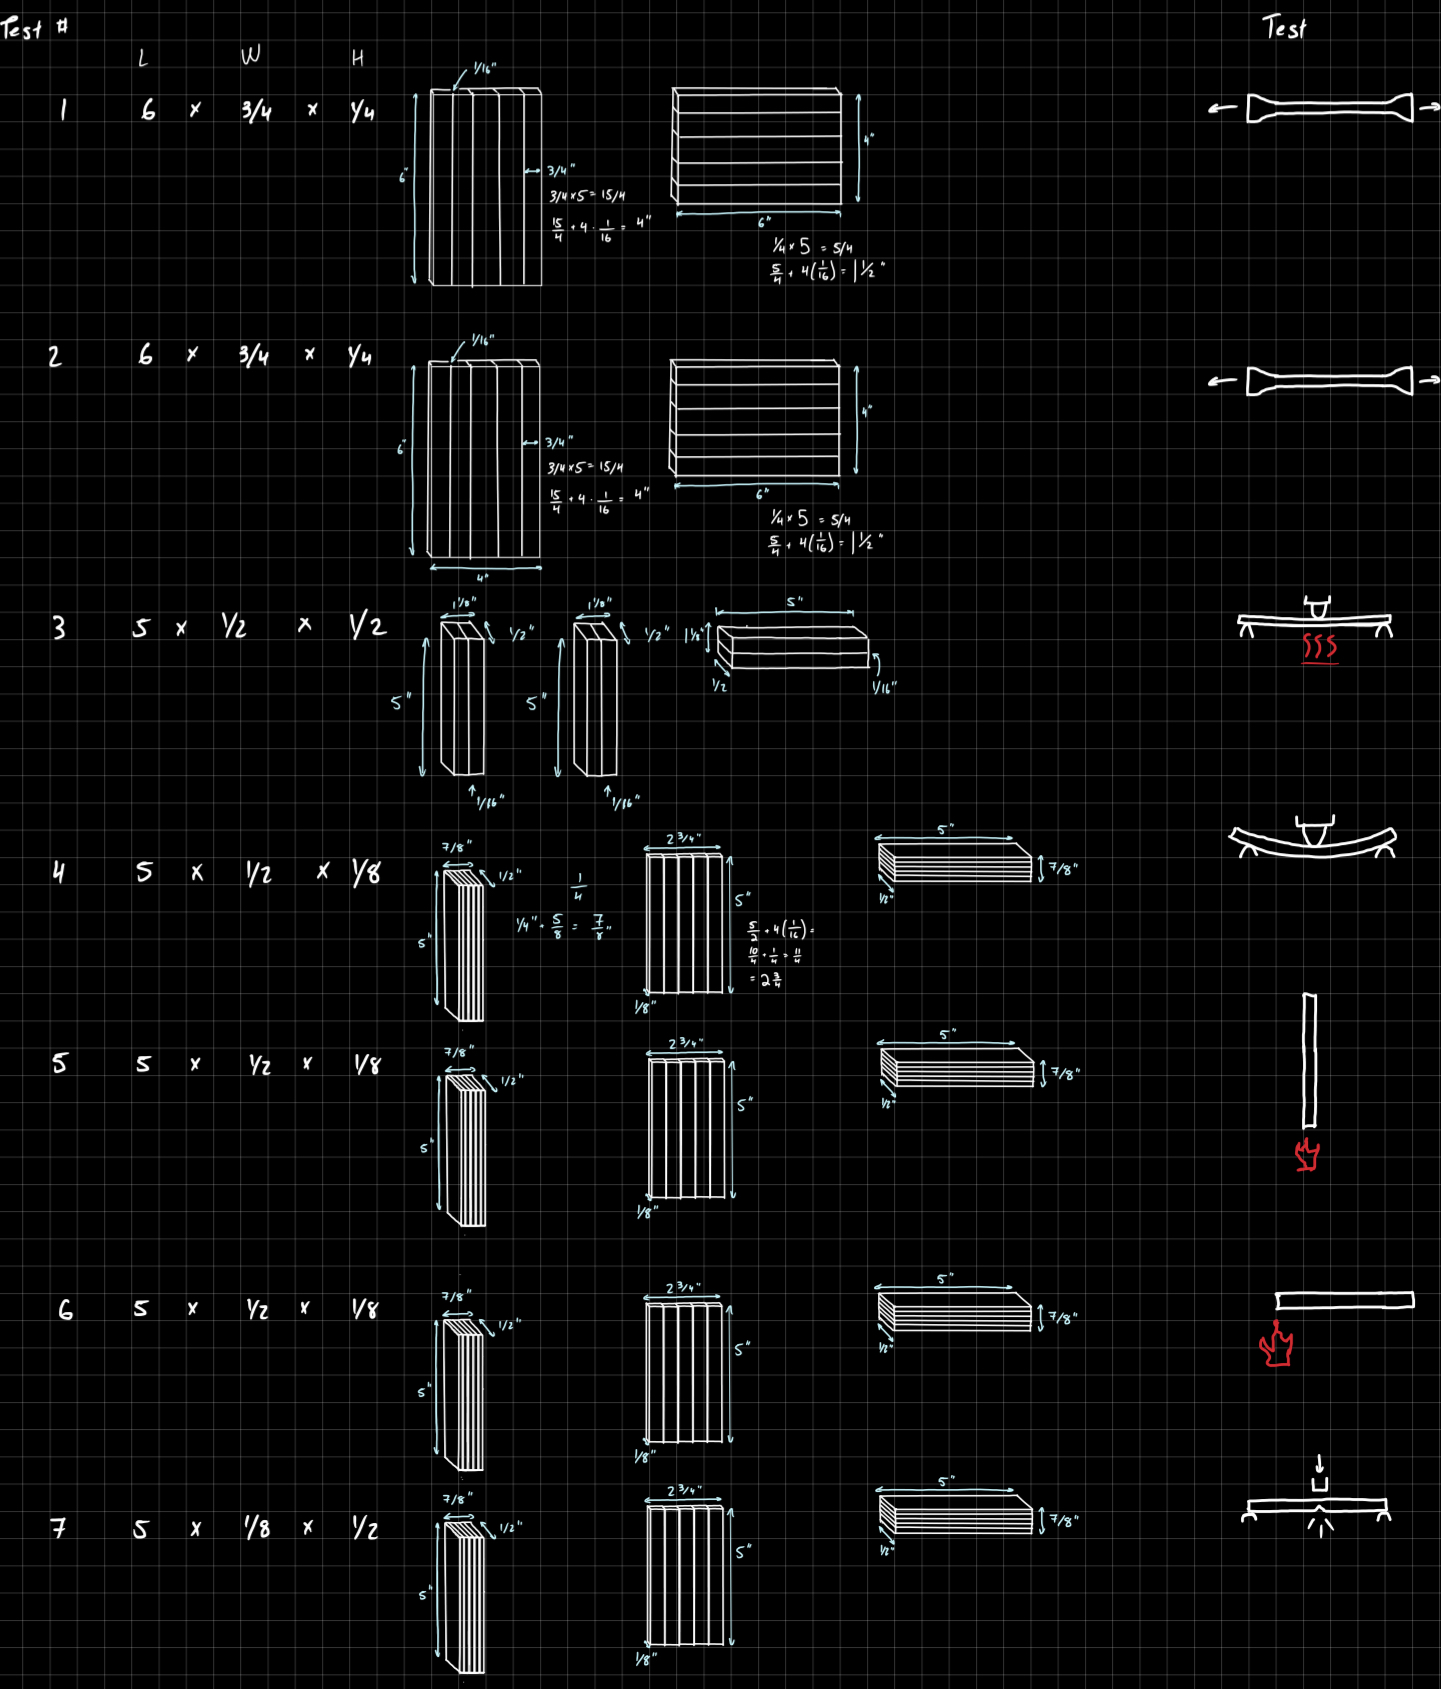 Test # Test
L W H
1 6 x 3/4 x 1/4
1/16"
6"
3/4"
3/4 x 5 = 15/4
15/4 + 4 · 1/16 = 4"
4"
6"
1/4 x 5 = 5/4
5/4 + 4(1/16) = 1 1/2"
2 6 x 3/4 x 1/4
1/16"
6"
3/4"
3/4 x 5 = 15/4
15/4 + 4 · 1/16 = 4"
4"
4"
6"
1/4 x 5 = 5/4
5/4 + 4(1/16) = 1 1/2"
3 5 x 1/2 x 1/2
1 1/8" 1 1/8" 5"
1/2" 1/2" 1 1/8"
5" 5" 1/2 1/16"
1/16" 1/16"
4 5 x 1/2 x 1/8
7/8" 2 3/4" 5"
1/2" 7/8"
1/4
1/4" + 5/8 = 7/8"
5" 5" 1/2"
5/2 + 4(1/16) =
10/4 + 1/4 = 11/4
= 2 3/4
1/8"
5 5 x 1/2 x 1/8
7/8" 2 3/4" 5"
1/2" 7/8"
5" 5" 1/2"
1/8"
6 5 x 1/2 x 1/8
7/8" 2 3/4" 5"
1/2" 7/8"
5" 5" 1/2"
1/8"
7 5 x 1/8 x 1/2
7/8" 2 3/4" 5"
1/2" 7/8"
5" 5" 1/2"
1/8"